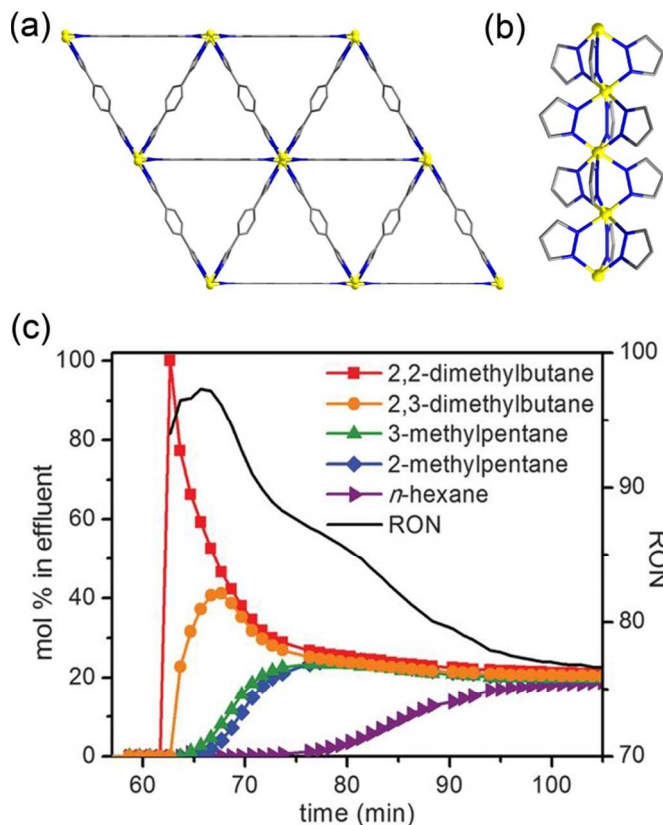 (a)
(b)
(c)
100
80
60
40
20
0
mol % in effluent
2,2-dimethylbutane
2,3-dimethylbutane
3-methylpentane
2-methylpentane
n-hexane
RON
100
90
80
70
RON
60
70
80
90
100
time (min)